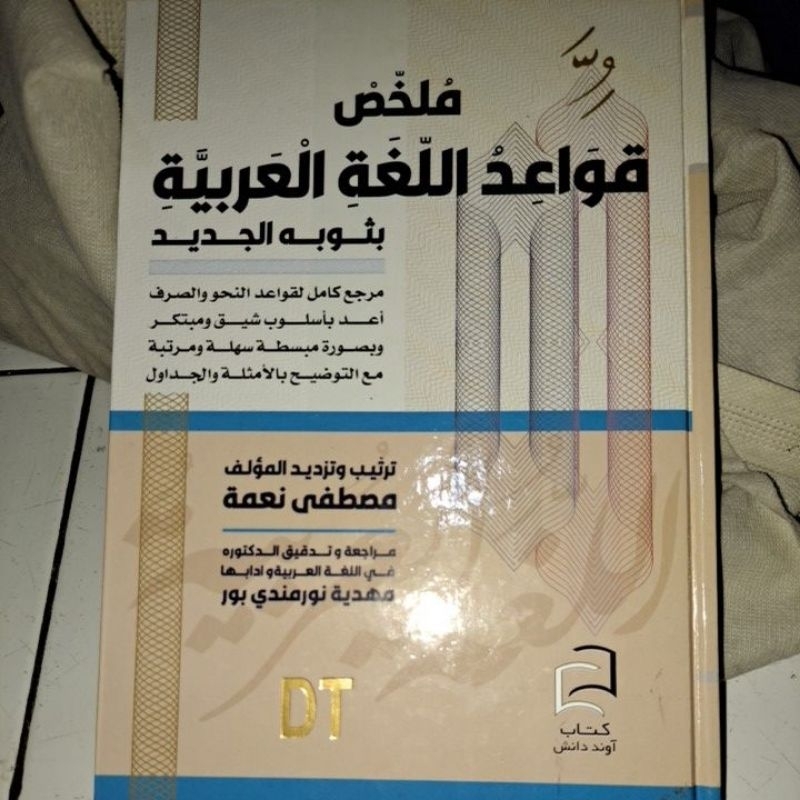 مُلخّصْ
قوَاعِدُ اللّغَةِ الْعَرَبيَّةِ
بثوبه الجديد
مرجع كامل لقواعد النحو والصرف
أعد بأسلوب شيق ومبتكر
وبصورة مبسطة سهلة ومرتبة
مع التوضيح بالأمثلة والجداول
ترتيب وتزديد المؤلف
مصطفى نعمة
مراجعة و تدقيق الدكتوره
في اللغة العربية و ادابها
مهدية نورمندي بور
DT
كتاب
آوند دانش